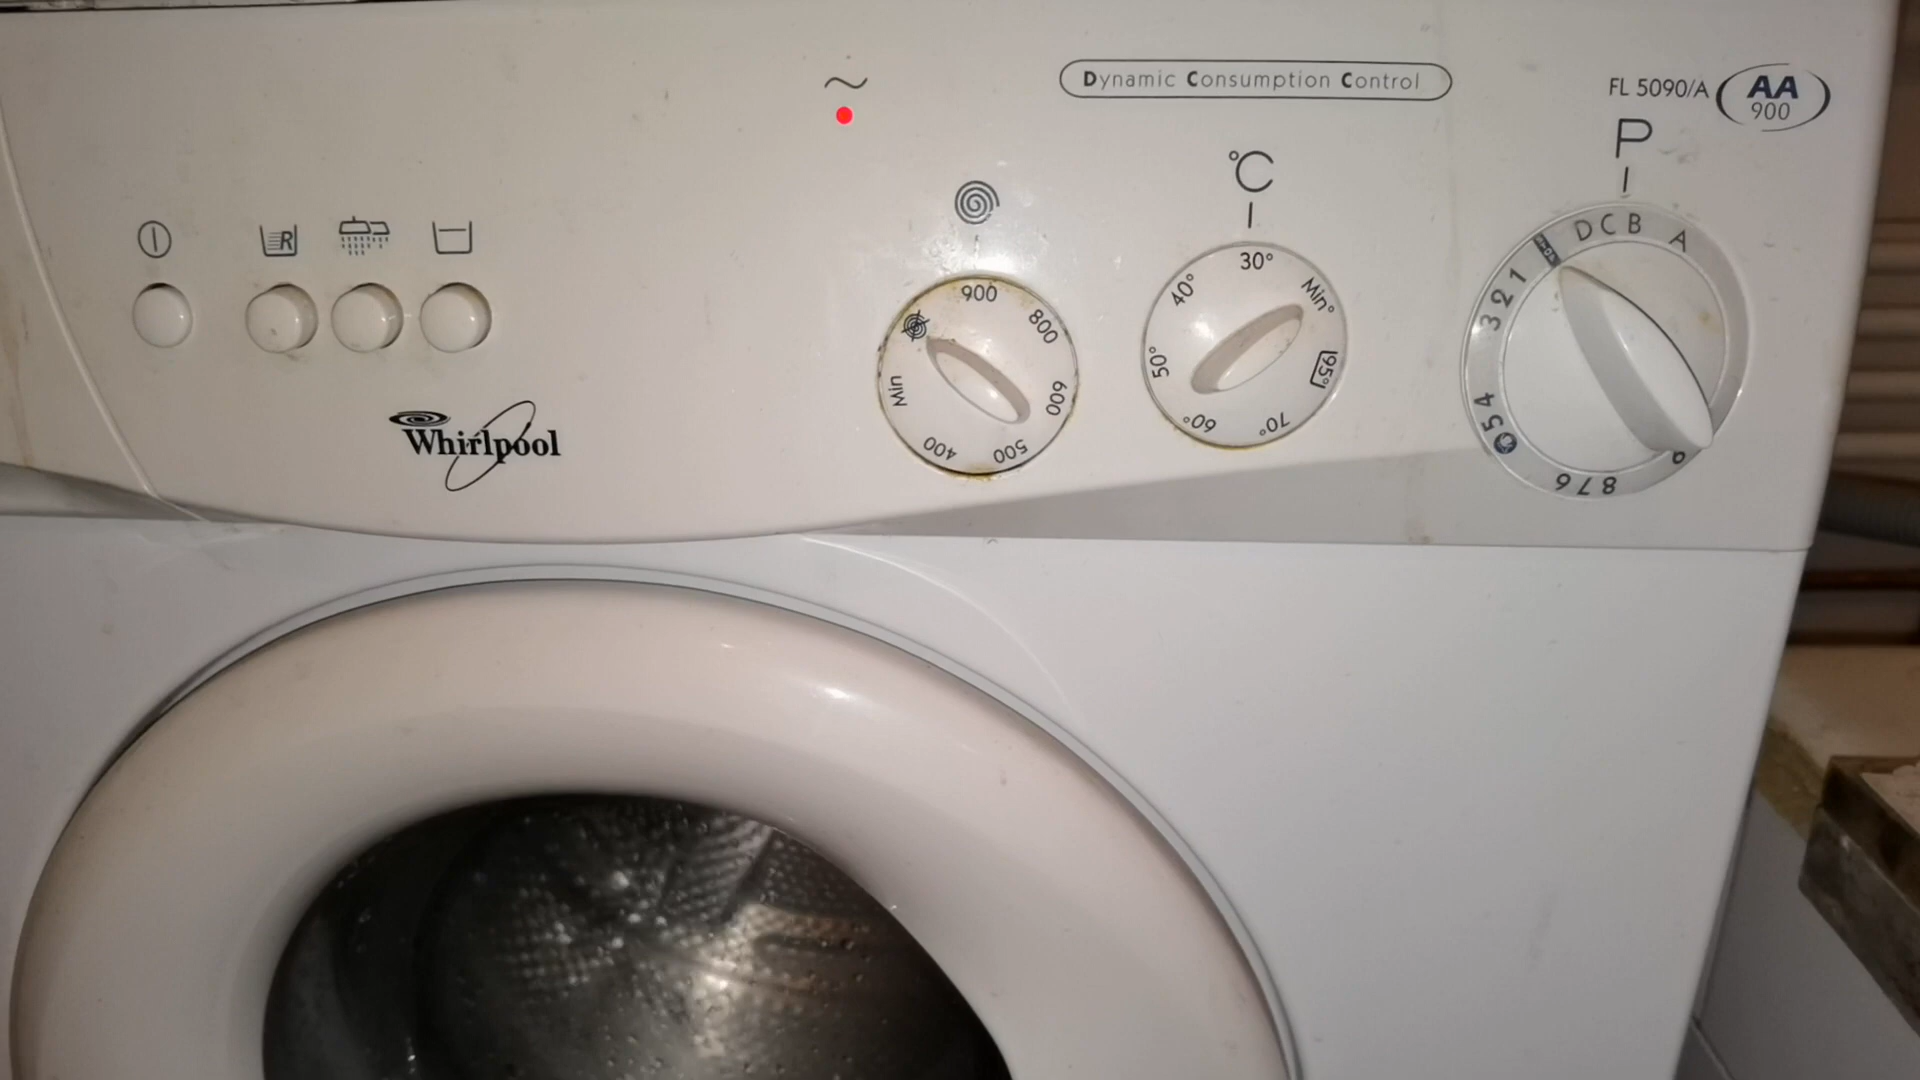 Dynamic Consumption Control
FL 5090/A
AA
900
P
°C
R
900
800
600
500
400
Min
30°
Min°
95°
70°
60°
50°
40°
D C B A
1
2
3
4
5
6
7
8
9
Whirlpool